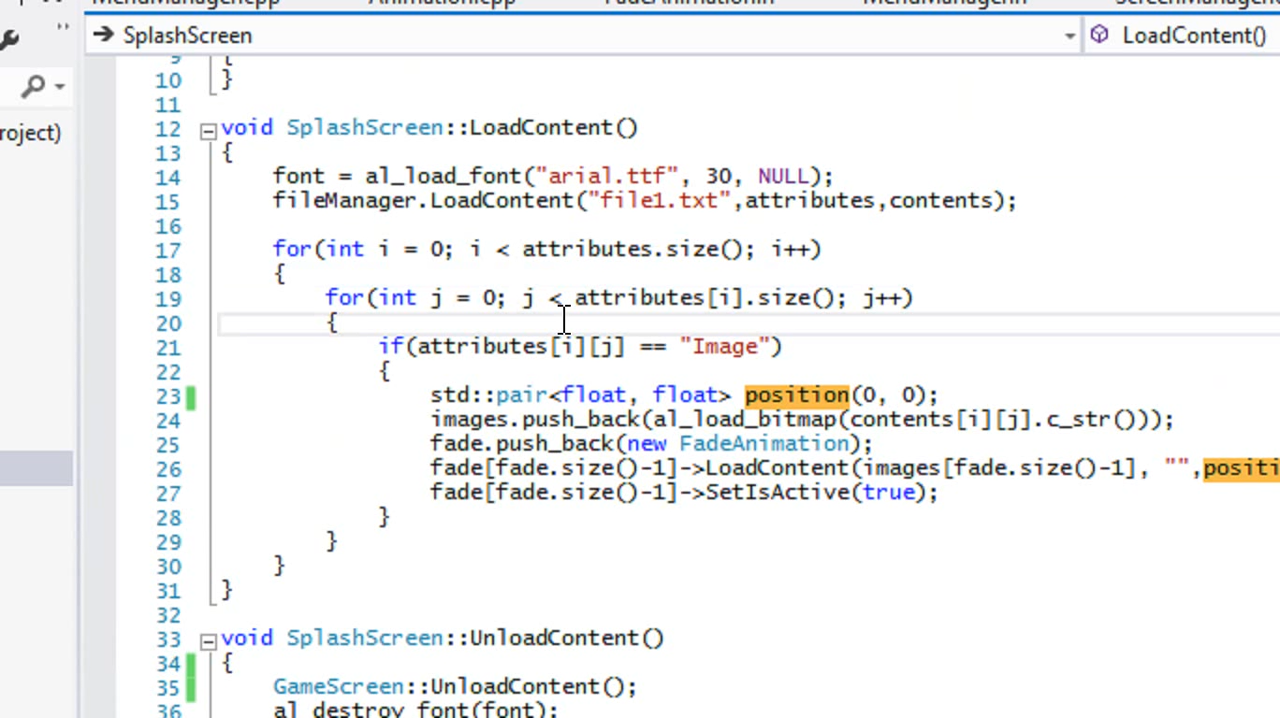 SplashScreen
LoadContent()
roject)
9 {
10 }
11
12 void SplashScreen::LoadContent()
13 {
14 font = al_load_font("arial.ttf", 30, NULL);
15 fileManager.LoadContent("file1.txt",attributes,contents);
16
17 for(int i = 0; i < attributes.size(); i++)
18 {
19 for(int j = 0; j < attributes[i].size(); j++)
20 {
21 if(attributes[i][j] == "Image")
22 {
23 std::pair<float, float> position(0, 0);
24 images.push_back(al_load_bitmap(contents[i][j].c_str()));
25 fade.push_back(new FadeAnimation);
26 fade[fade.size()-1]->LoadContent(images[fade.size()-1], "",positi
27 fade[fade.size()-1]->SetIsActive(true);
28 }
29 }
30 }
31 }
32
33 void SplashScreen::UnloadContent()
34 {
35 GameScreen::UnloadContent();
36 al_destroy_font(font);